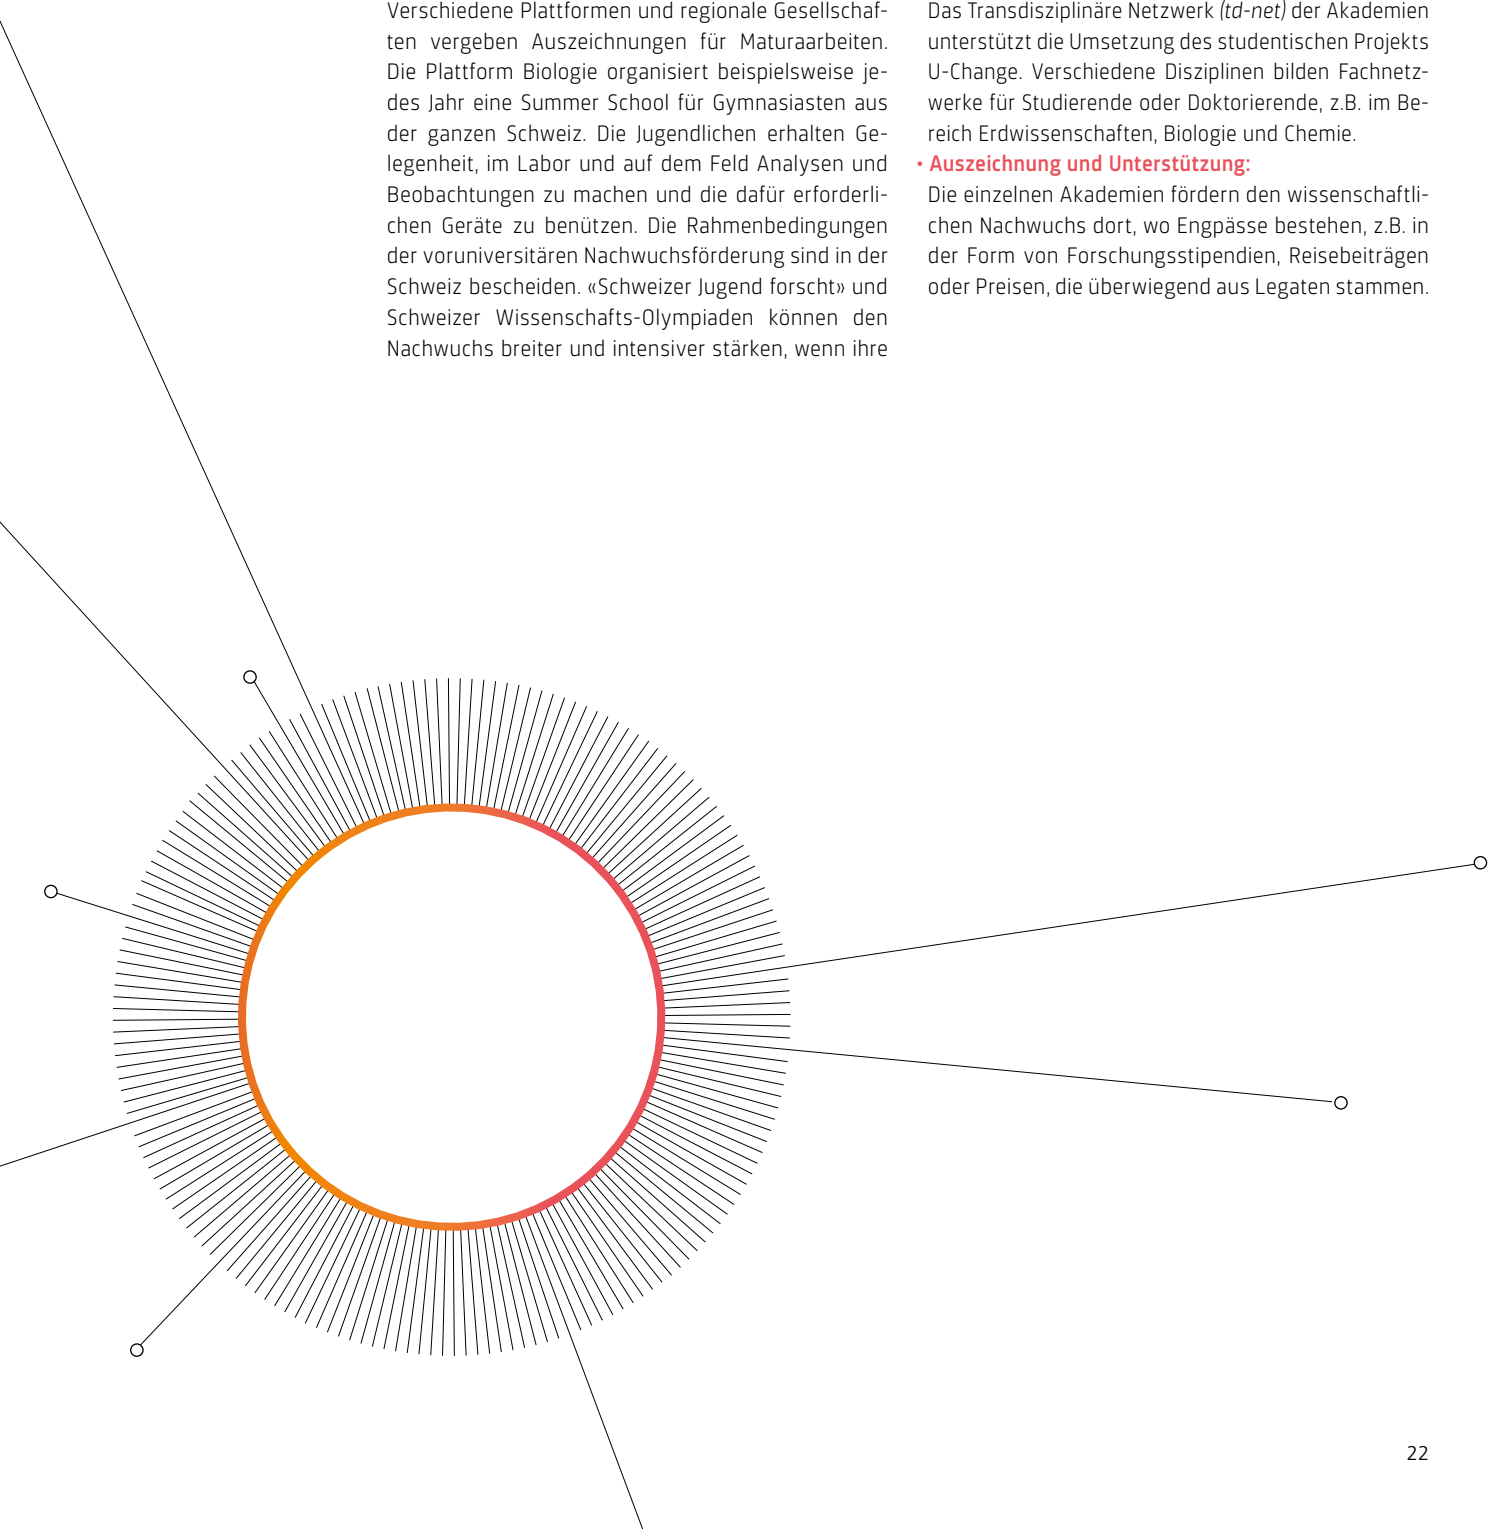 Verschiedene Plattformen und regionale Gesellschaf-
ten vergeben Auszeichnungen für Maturaarbeiten.
Die Plattform Biologie organisiert beispielsweise je-
des Jahr eine Summer School für Gymnasiasten aus
der ganzen Schweiz. Die Jugendlichen erhalten Ge-
legenheit, im Labor und auf dem Feld Analysen und
Beobachtungen zu machen und die dafür erforderli-
chen Geräte zu benützen. Die Rahmenbedingungen
der voruniversitären Nachwuchsförderung sind in der
Schweiz bescheiden. «Schweizer Jugend forscht» und
Schweizer Wissenschafts-Olympiaden können den
Nachwuchs breiter und intensiver stärken, wenn ihre
Das Transdisziplinäre Netzwerk (td-net) der Akademien
unterstützt die Umsetzung des studentischen Projekts
U-Change. Verschiedene Disziplinen bilden Fachnetz-
werke für Studierende oder Doktorierende, z.B. im Be-
reich Erdwissenschaften, Biologie und Chemie.
• Auszeichnung und Unterstützung:
Die einzelnen Akademien fördern den wissenschaftli-
chen Nachwuchs dort, wo Engpässe bestehen, z.B. in
der Form von Forschungsstipendien, Reisebeiträgen
oder Preisen, die überwiegend aus Legaten stammen.
22